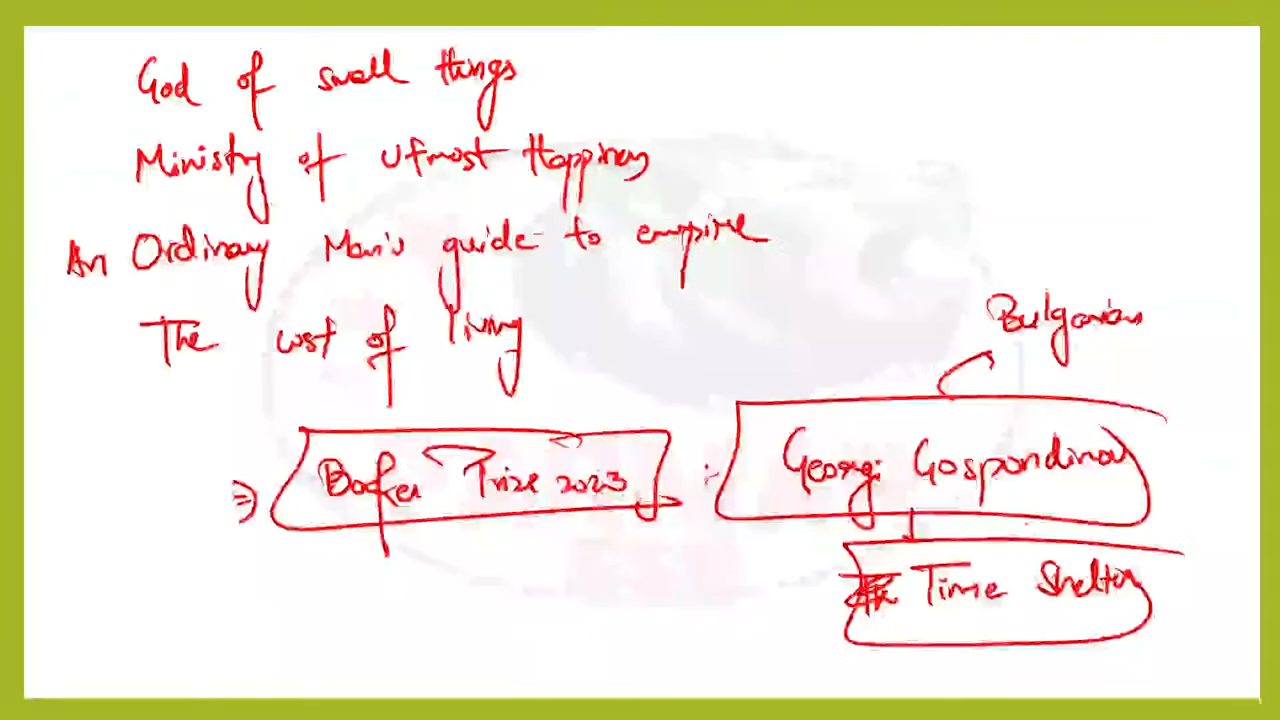 God of small things
Ministry of Utmost Happiness
An Ordinary Man's guide to empire
The cost of living
Bulgarian
⇒ Booker Prize 2023 :- Georgi Gospondinov
Time Shelter